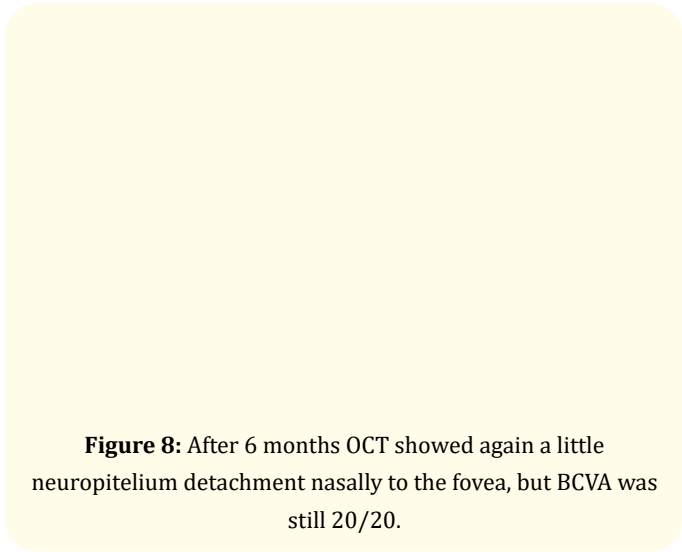 Figure 8: After 6 months OCT showed again a little
neuropitelium detachment nasally to the fovea, but BCVA was
still 20/20.